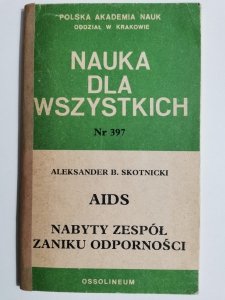 POLSKA AKADEMIA NAUK
ODDZIAŁ W KRAKOWIE
NAUKA
DLA
WSZYSTKICH
Nr 397
ALEKSANDER B. SKOTNICKI
AIDS
NABYTY ZESPÓŁ
ZANIKU ODPORNOŚCI
OSSOLINEUM